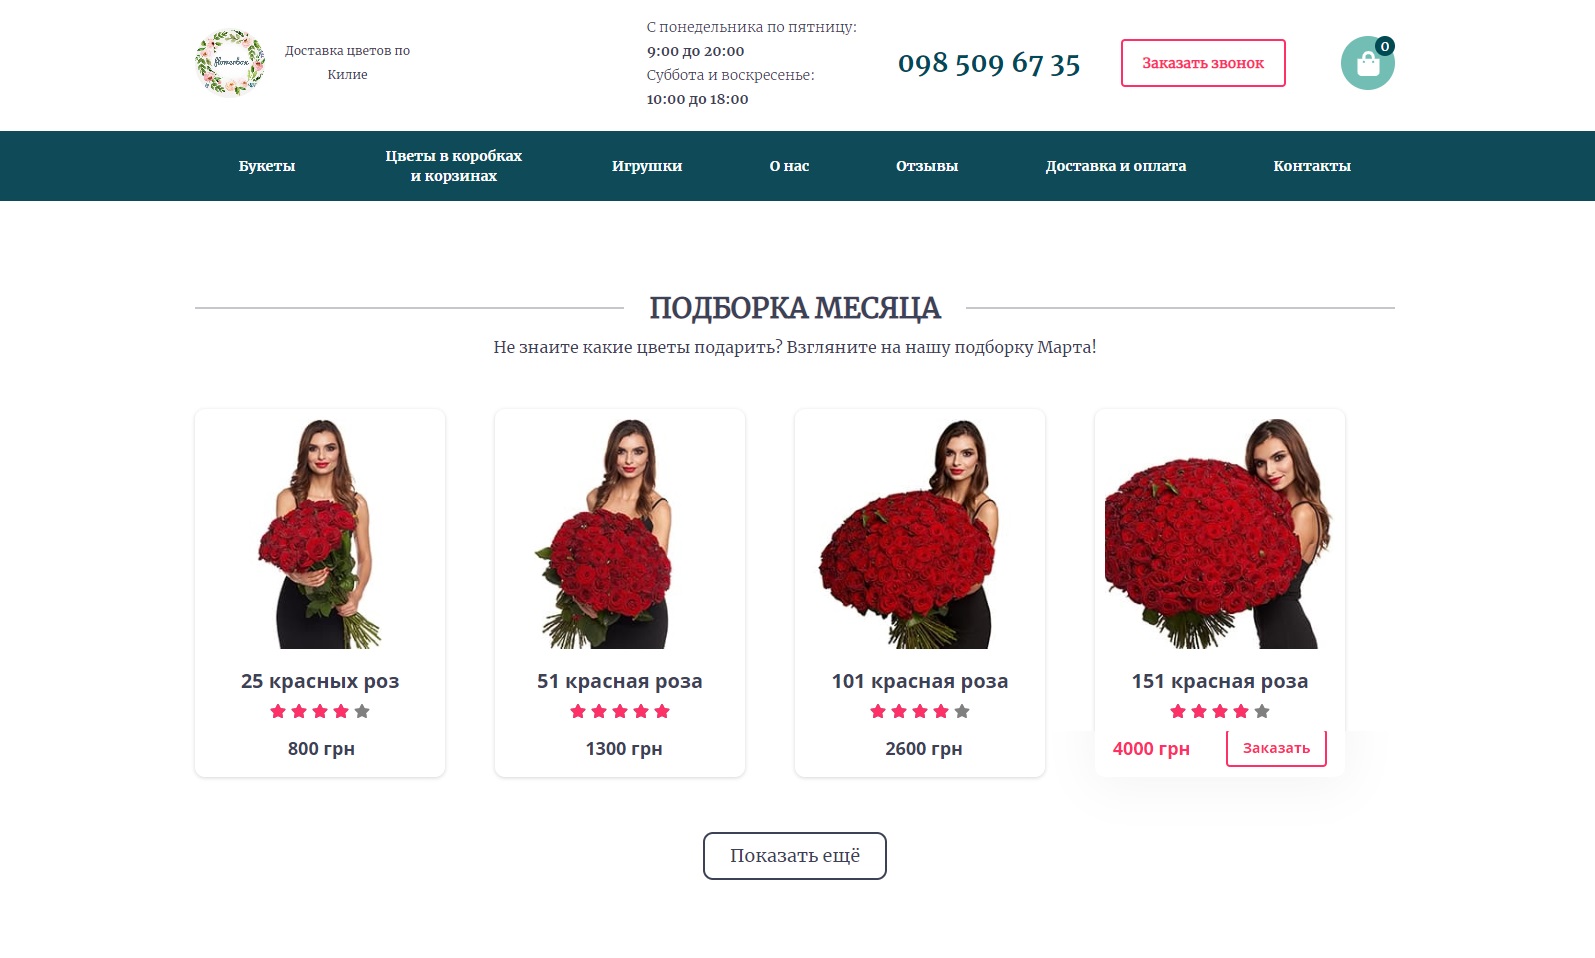 flowerbox
Доставка цветов по
Килие
С понедельника по пятницу:
9:00 до 20:00
Суббота и воскресенье:
10:00 до 18:00
098 509 67 35
Заказать звонок
0
Букеты
Цветы в коробках
и корзинах
Игрушки
О нас
Отзывы
Доставка и оплата
Контакты
ПОДБОРКА МЕСЯЦА
Не знаите какие цветы подарить? Взгляните на нашу подборку Марта!
25 красных роз
800 грн
51 красная роза
1300 грн
101 красная роза
2600 грн
151 красная роза
4000 грн
Заказать
Показать ещё